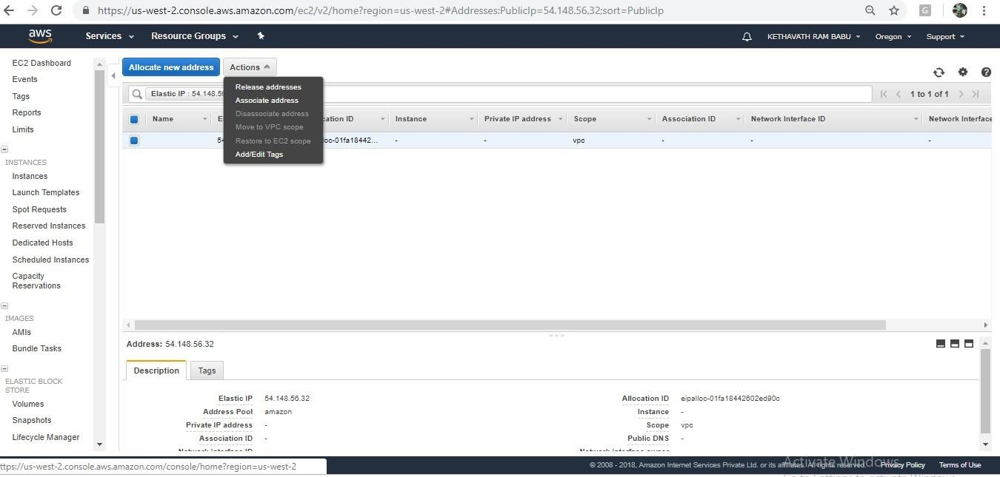 https://us-west-2.console.aws.amazon.com/ec2/v2/home?region=us-west-2#Addresses:PublicIp=54.148.56.32;sort=PublicIp
aws Services Resource Groups KETHAVATH RAM BABU Oregon Support
EC2 Dashboard
Events
Tags
Reports
Limits
INSTANCES
Instances
Launch Templates
Spot Requests
Reserved Instances
Dedicated Hosts
Scheduled Instances
Capacity
Reservations
IMAGES
AMIs
Bundle Tasks
ELASTIC BLOCK
STORE
Volumes
Snapshots
Lifecycle Manager
Allocate new address Actions
Release addresses
Associate address
Disassociate address
Move to VPC scope
Restore to EC2 scope
Add/Edit Tags
Elastic IP : 54.148.56 1 to 1 of 1
Name E cation ID Instance Private IP address Scope Association ID Network Interface ID Network Interface
54 lloc-01fa18442... - - vpc - - -
Address: 54.148.56.32
Description Tags
Elastic IP 54.148.56.32 Allocation ID eipalloc-01fa18442602ed90c
Address Pool amazon Instance -
Private IP address - Scope vpc
Association ID - Public DNS -
Network interface ID Network interface owner
ttps://us-west-2.console.aws.amazon.com/console/home?region=us-west-2
© 2008 - 2018, Amazon Internet Services Private Ltd. or its affiliates. All rights reserved. Privacy Policy Terms of Use
Activate Windows
Go to Settings to activate Windows.